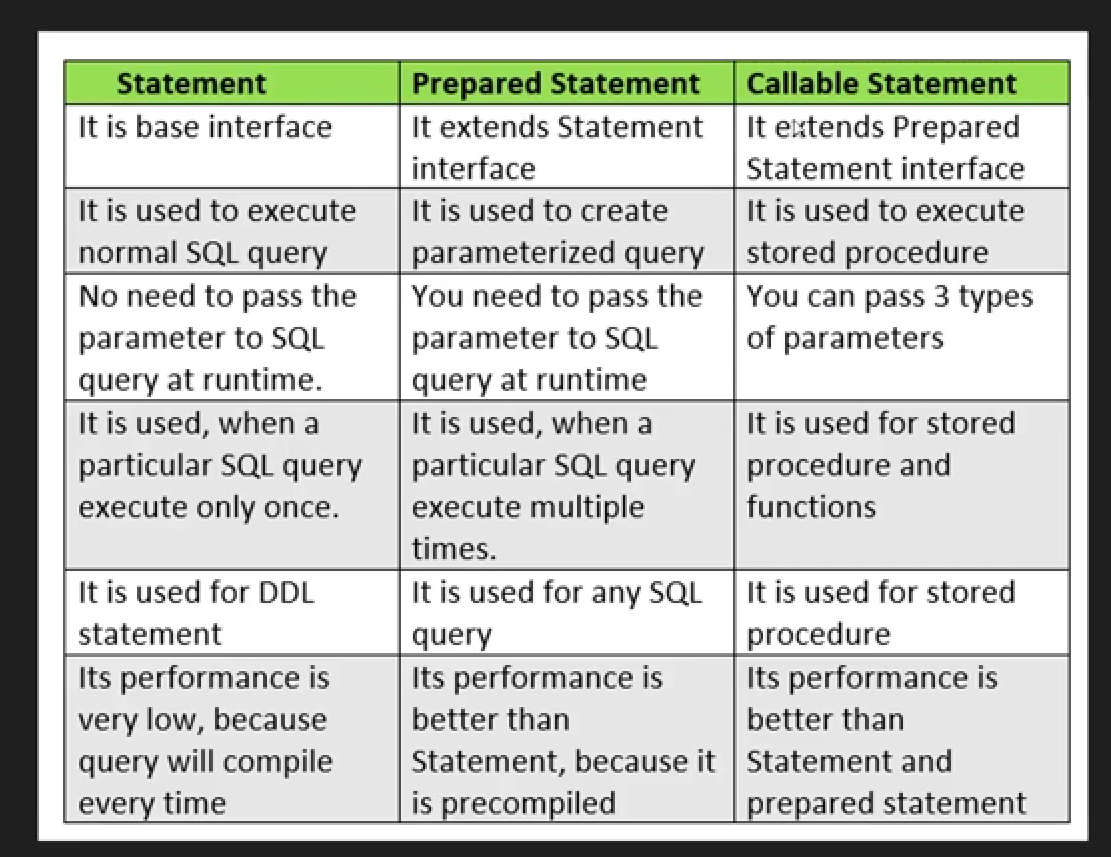 Statement
Prepared Statement
Callable Statement
It is base interface
It extends Statement
interface
It extends Prepared
Statement interface
It is used to execute
normal SQL query
It is used to create
parameterized query
It is used to execute
stored procedure
No need to pass the
parameter to SQL
query at runtime.
You need to pass the
parameter to SQL
query at runtime
You can pass 3 types
of parameters
It is used, when a
particular SQL query
execute only once.
It is used, when a
particular SQL query
execute multiple
times.
It is used for stored
procedure and
functions
It is used for DDL
statement
It is used for any SQL
query
It is used for stored
procedure
Its performance is
very low, because
query will compile
every time
Its performance is
better than
Statement, because it
is precompiled
Its performance is
better than
Statement and
prepared statement